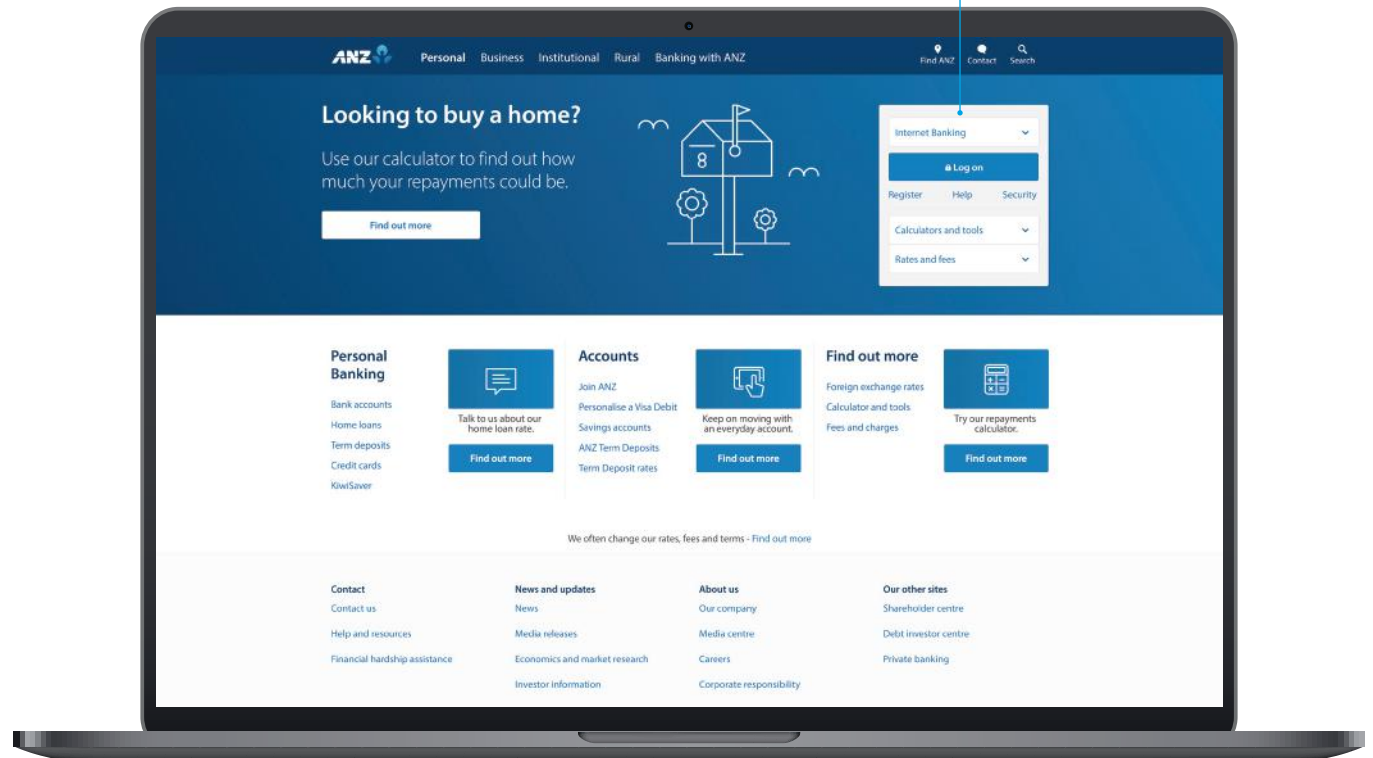 ANZ
Personal Business Institutional Rural Banking with ANZ
Find ANZ Contact Search
Looking to buy a home?
Use our calculator to find out how
much your repayments could be.
Find out more
8
Internet Banking
Log on
Register Help Security
Calculators and tools
Rates and fees
Personal
Banking
Bank accounts
Home loans
Term deposits
Credit cards
KiwiSaver
Talk to us about our
home loan rate.
Find out more
Accounts
Join ANZ
Personalise a Visa Debit
Savings accounts
ANZ Term Deposits
Term Deposit rates
Keep on moving with
an everyday account.
Find out more
Find out more
Foreign exchange rates
Calculator and tools
Fees and charges
Try our repayments
calculator.
Find out more
We often change our rates, fees and terms - Find out more
Contact
Contact us
Help and resources
Financial hardship assistance
News and updates
News
Media releases
Economics and market research
Investor information
About us
Our company
Media centre
Careers
Corporate responsibility
Our other sites
Shareholder centre
Debt investor centre
Private banking